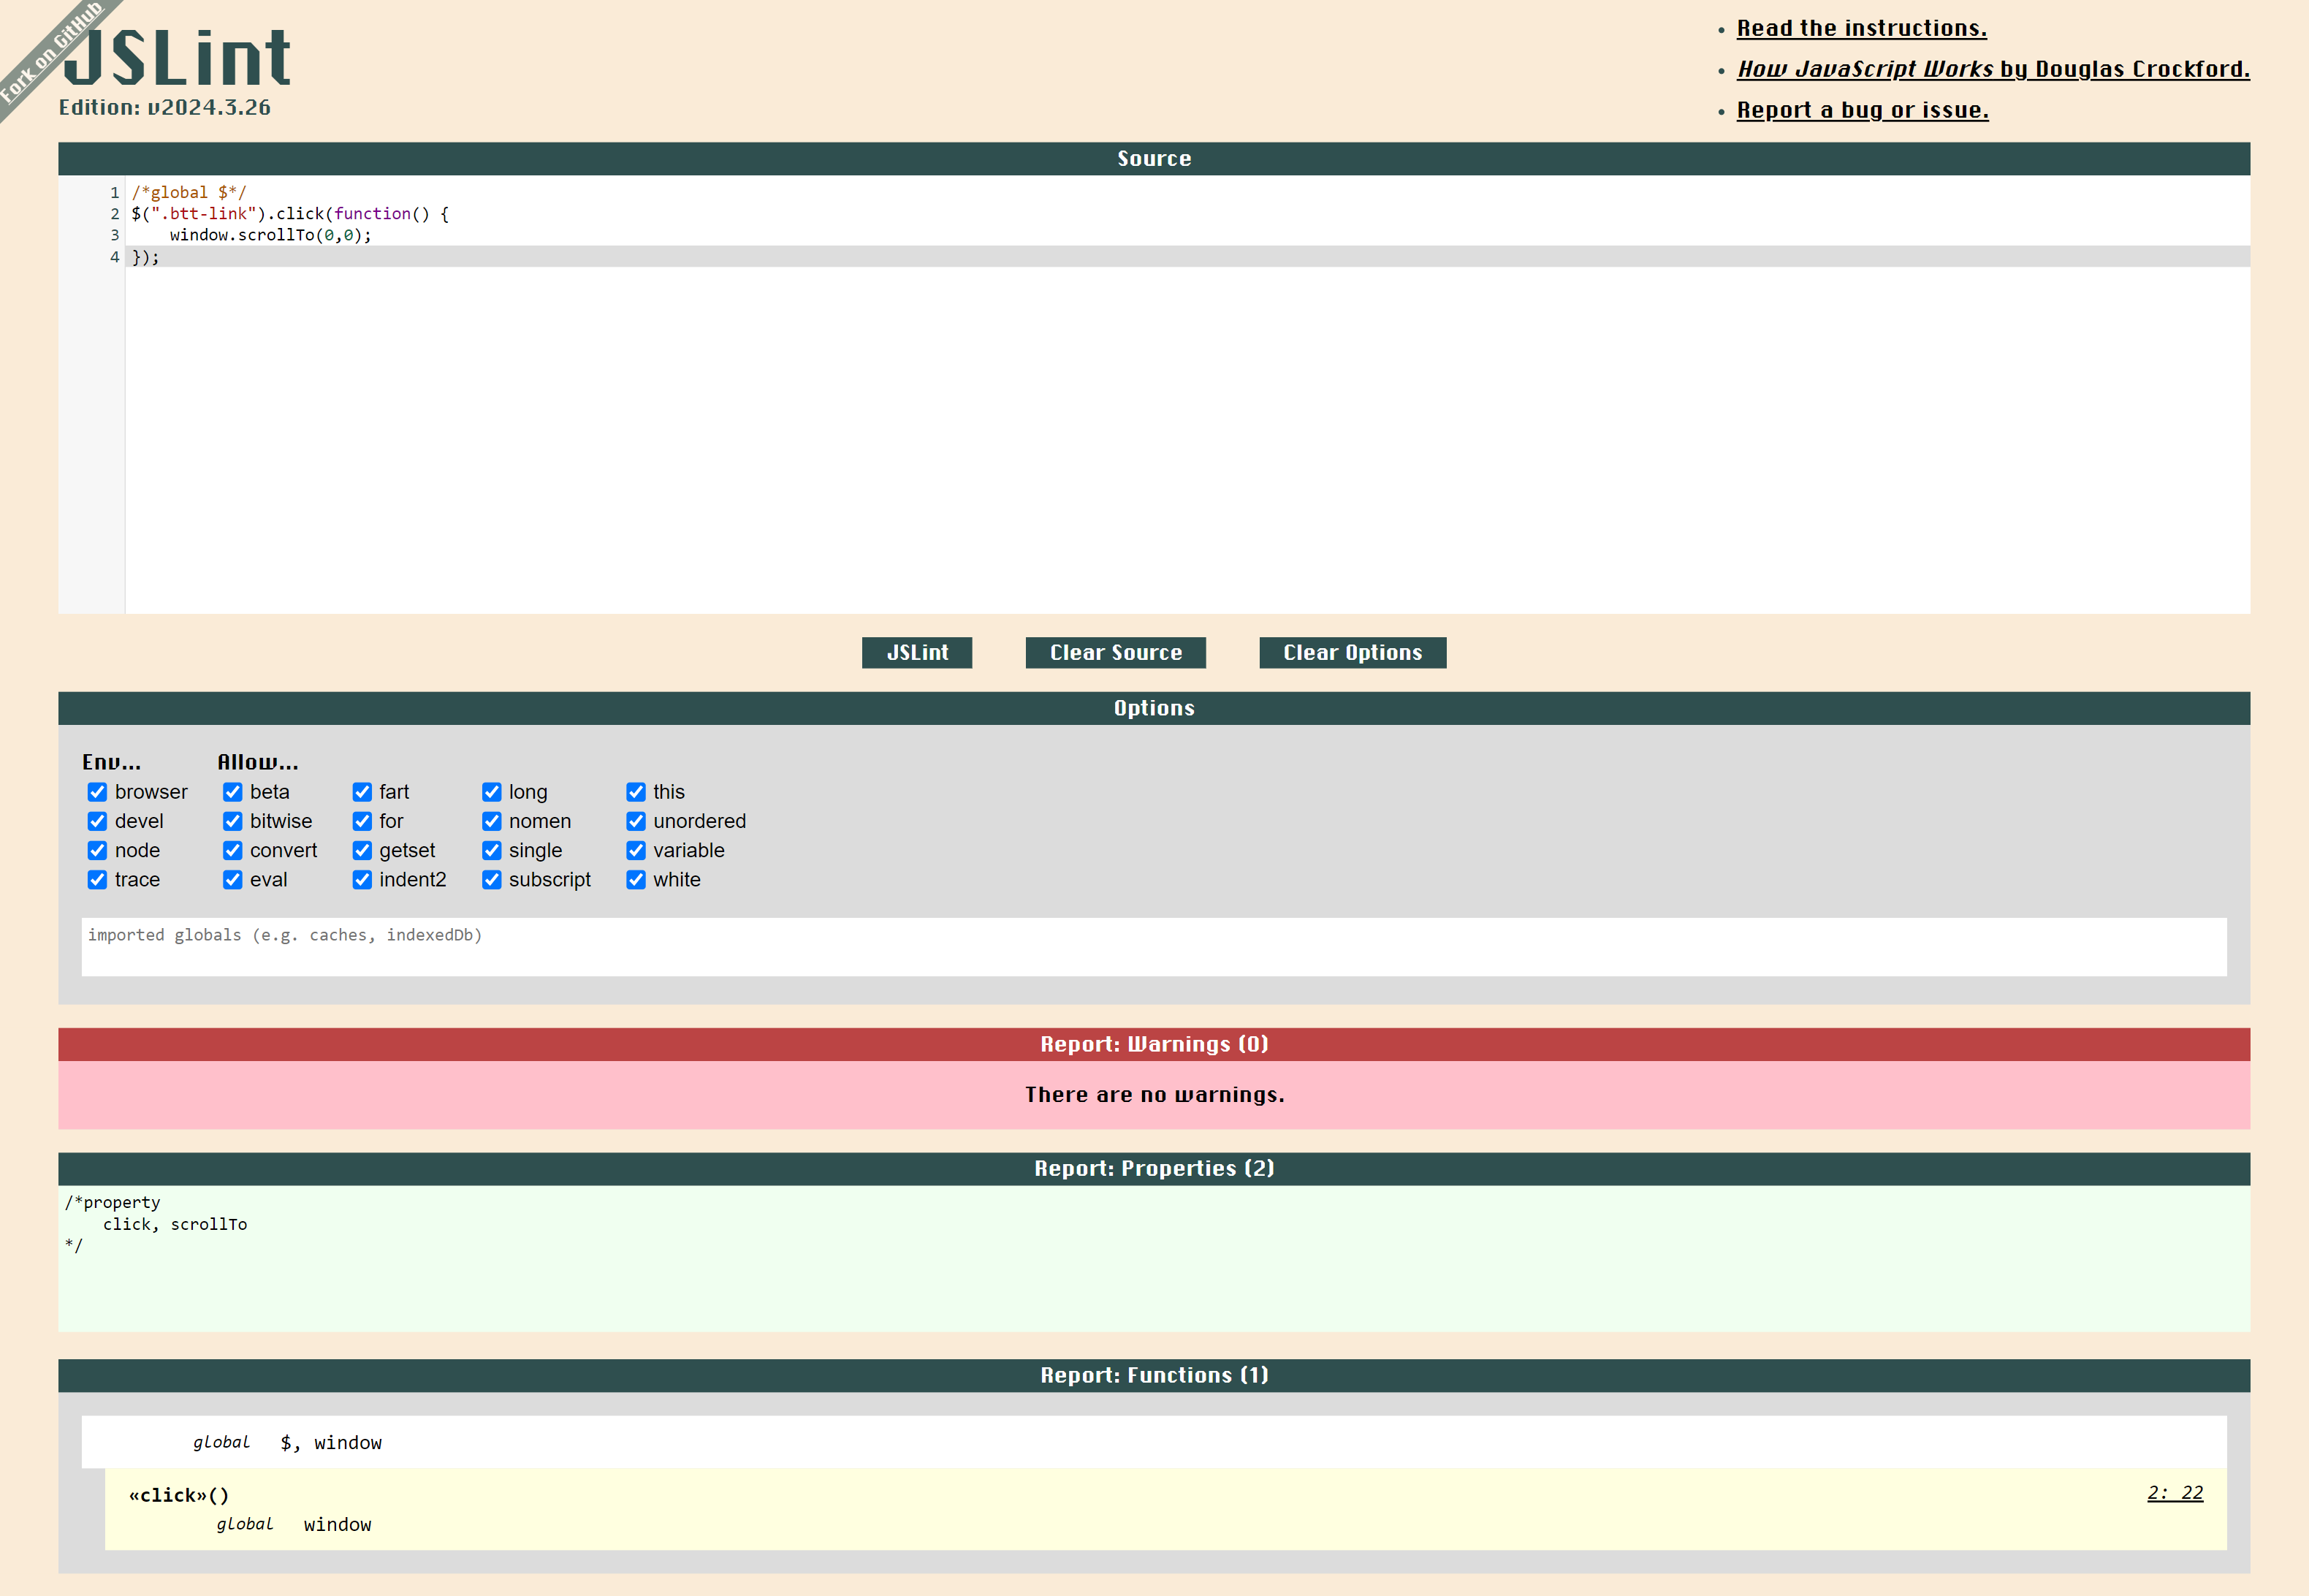 Fork on GitHub
JSLint
Edition: v2024.3.26
Read the instructions.
How JavaScript Works by Douglas Crockford.
Report a bug or issue.
Source
1 /*global $*/
2 $(".btt-link").click(function() {
3     window.scrollTo(0,0);
4 });
JSLint Clear Source Clear Options
Options
Env... Allow...
browser beta fart long this
devel bitwise for nomen unordered
node convert getset single variable
trace eval indent2 subscript white
imported globals (e.g. caches, indexedDb)
Report: Warnings (0)
There are no warnings.
Report: Properties (2)
/*property
    click, scrollTo
*/
Report: Functions (1)
global $, window
«click»() 2: 22
global window